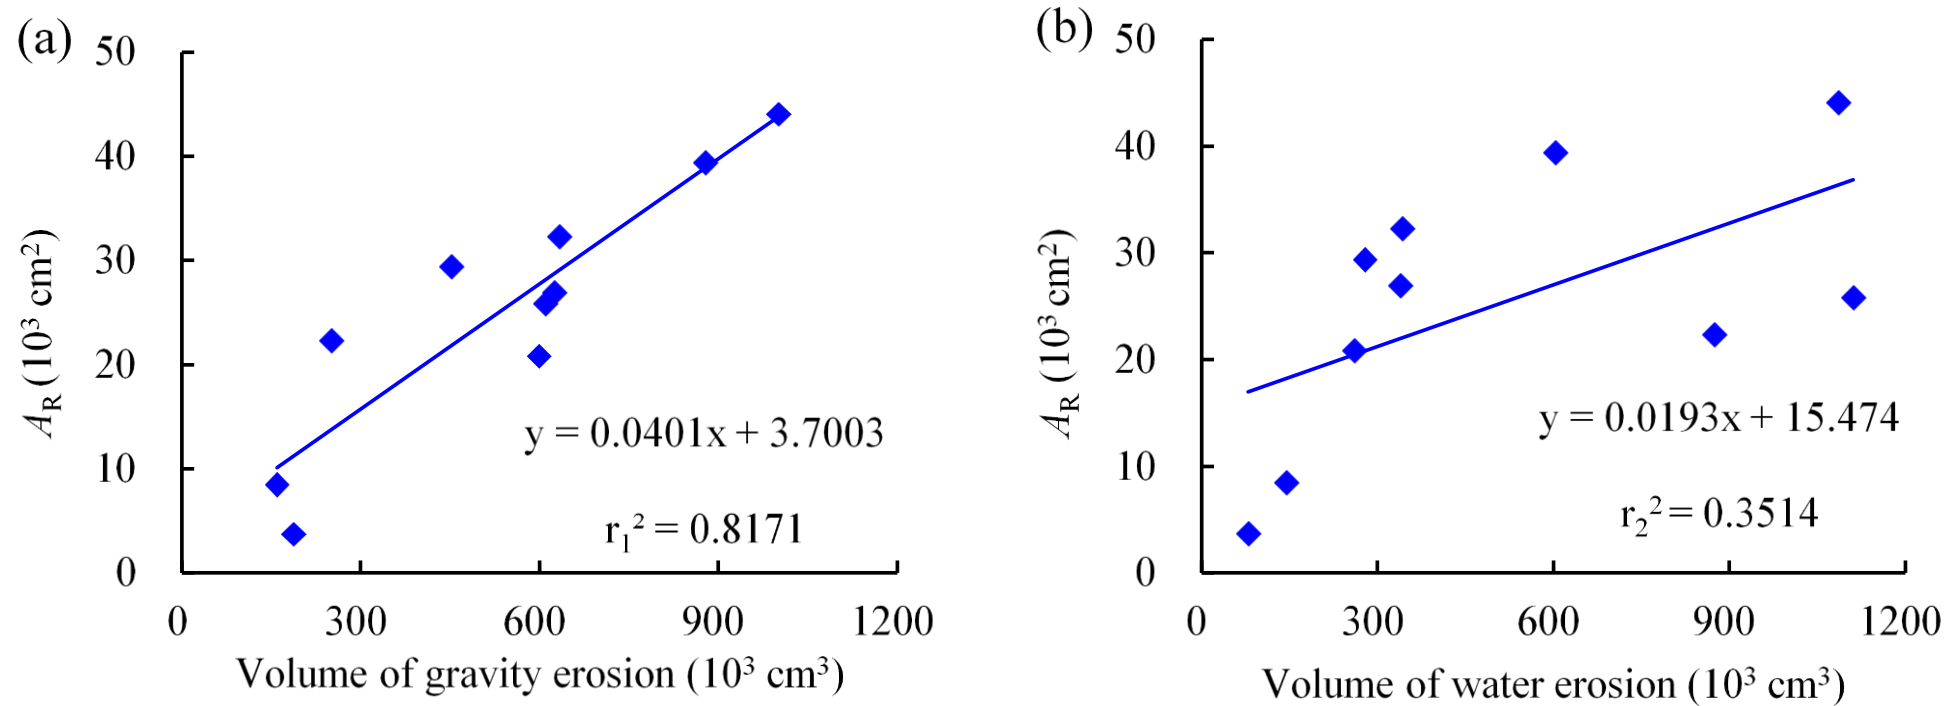 (a)
50
40
30
20
10
0
A_R (10³ cm²)
y = 0.0401x + 3.7003
r₁² = 0.8171
0 300 600 900 1200
Volume of gravity erosion (10³ cm³)
(b)
50
40
30
20
10
0
A_R (10³ cm²)
y = 0.0193x + 15.474
r₂² = 0.3514
0 300 600 900 1200
Volume of water erosion (10³ cm³)